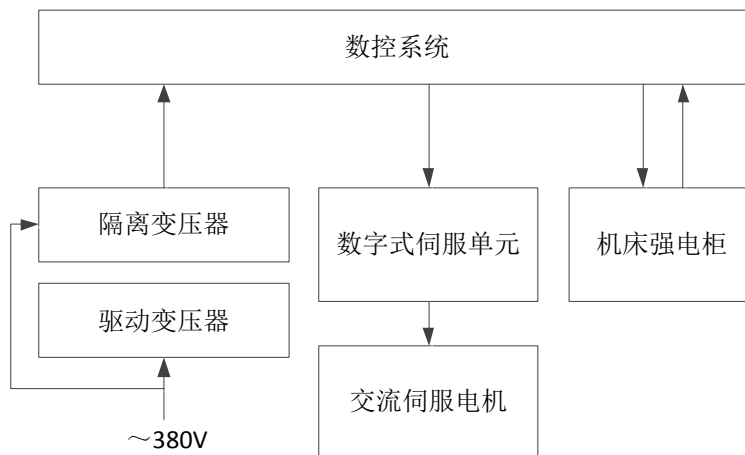 数控系统
隔离变压器
数字式伺服单元
机床强电柜
驱动变压器
交流伺服电机
～380V